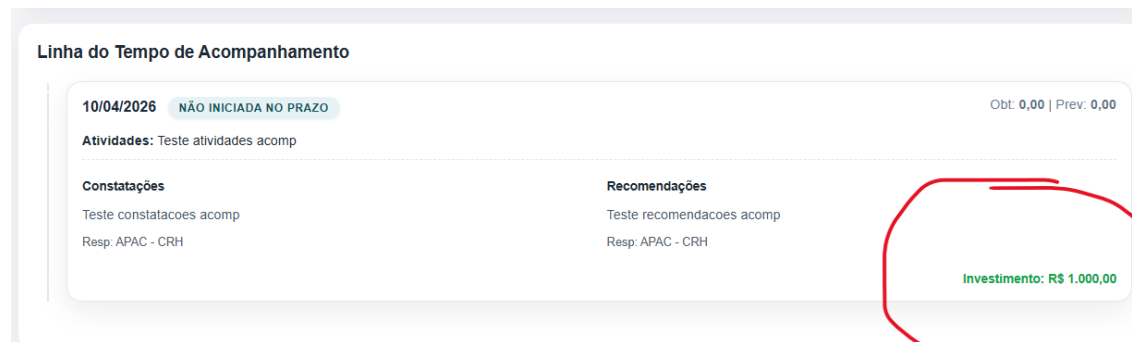 Linha do Tempo de Acompanhamento
10/04/2026 NÃO INICIADA NO PRAZO Obt: 0,00 | Prev: 0,00
Atividades: Teste atividades acomp
Constatações Recomendações
Teste constatacoes acomp Teste recomendacoes acomp
Resp: APAC - CRH Resp: APAC - CRH
Investimento: R$ 1.000,00